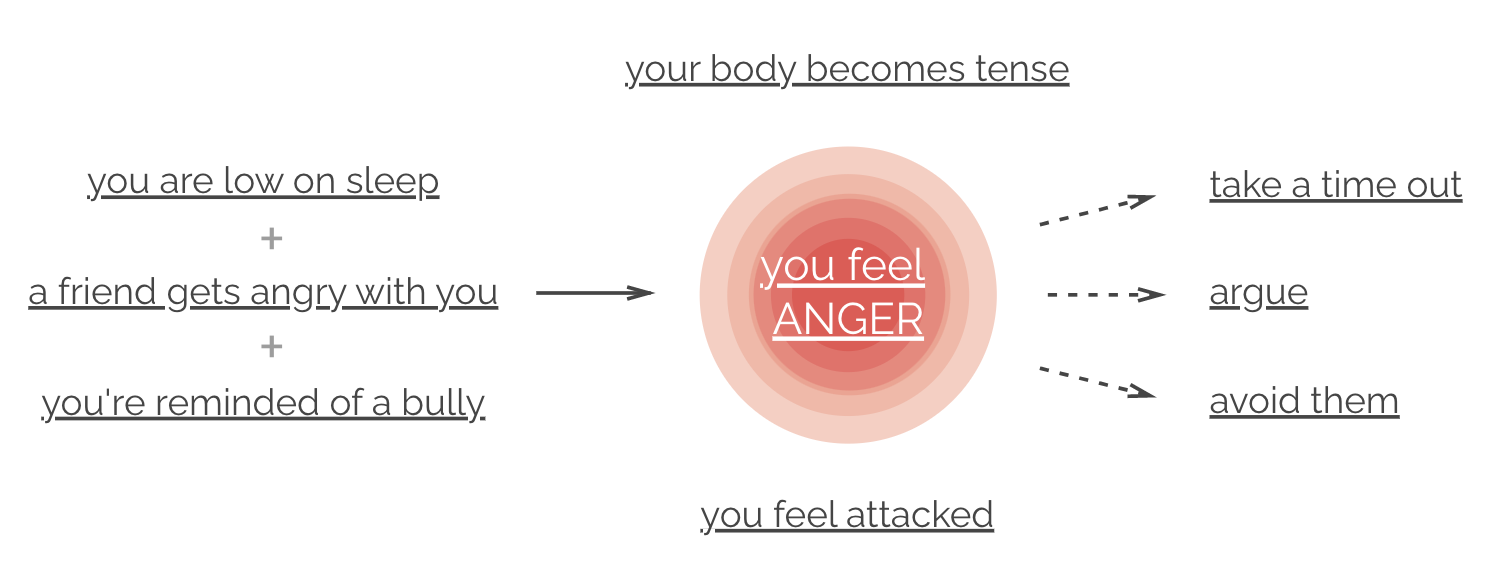 your body becomes tense
you are low on sleep
+
a friend gets angry with you
+
you're reminded of a bully
you feel
ANGER
you feel attacked
take a time out
argue
avoid them